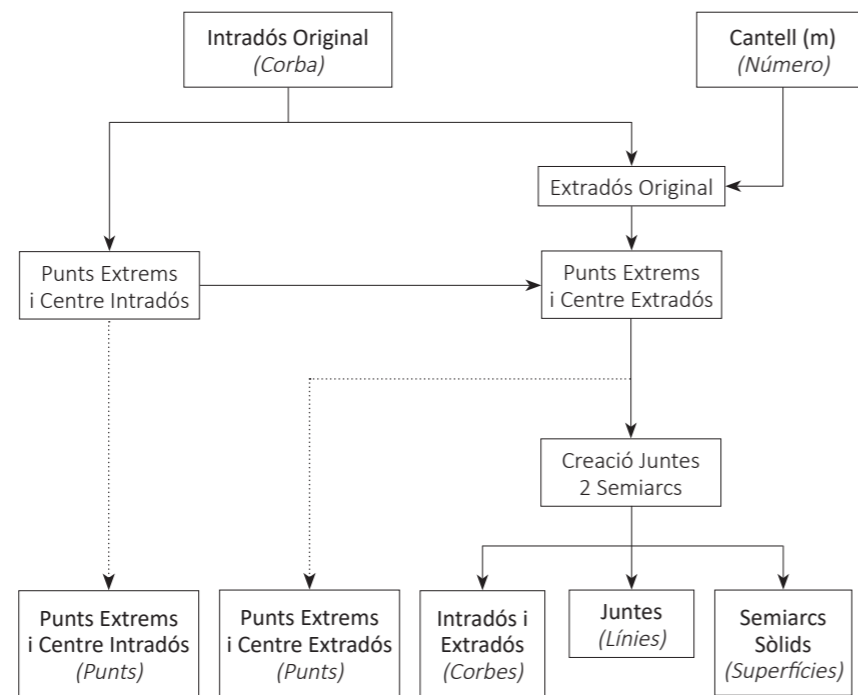 Intradós Original
(Corba)
Cantell (m)
(Número)
Extradós Original
Punts Extrems
i Centre Intradós
Punts Extrems
i Centre Extradós
Creació Juntes
2 Semiarcs
Punts Extrems
i Centre Intradós
(Punts)
Punts Extrems
i Centre Extradós
(Punts)
Intradós i
Extradós
(Corbes)
Juntes
(Línies)
Semiarcs
Sòlids
(Superfícies)